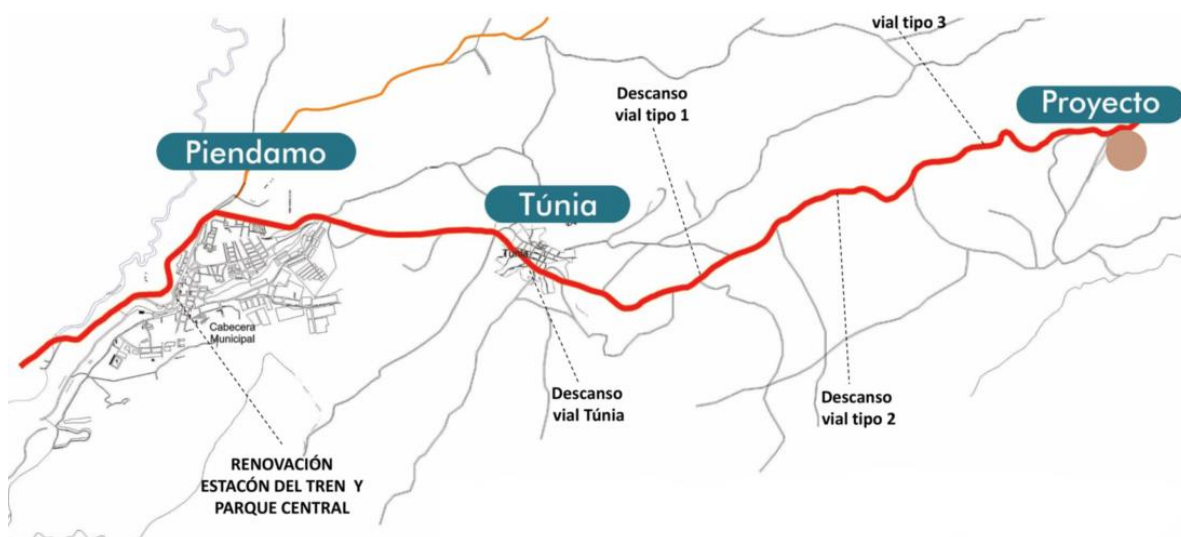 vial tipo 3
Descanso
vial tipo 1
Proyecto
Piendamo
Túnia
Túnia
Cabecera
Municipal
Descanso
vial Túnia
Descanso
vial tipo 2
RENOVACIÓN
ESTACÓN DEL TREN Y
PARQUE CENTRAL